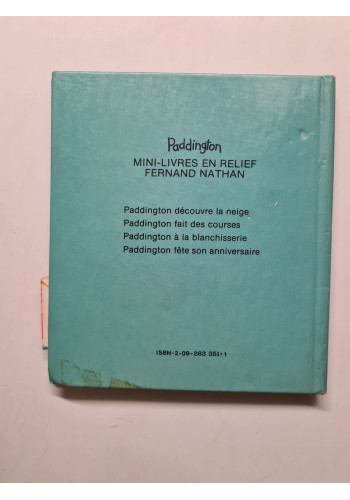 Paddington
MINI-LIVRES EN RELIEF
FERNAND NATHAN
Paddington découvre la neige
Paddington fait des courses
Paddington à la blanchisserie
Paddington fête son anniversaire
ISBN-2-09-263 351-1